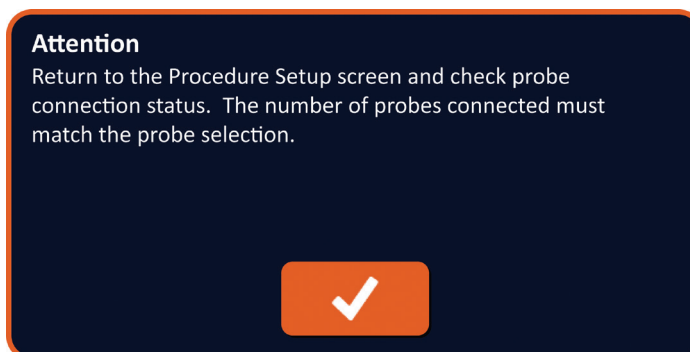 Attention
Return to the Procedure Setup screen and check probe
connection status.  The number of probes connected must
match the probe selection.